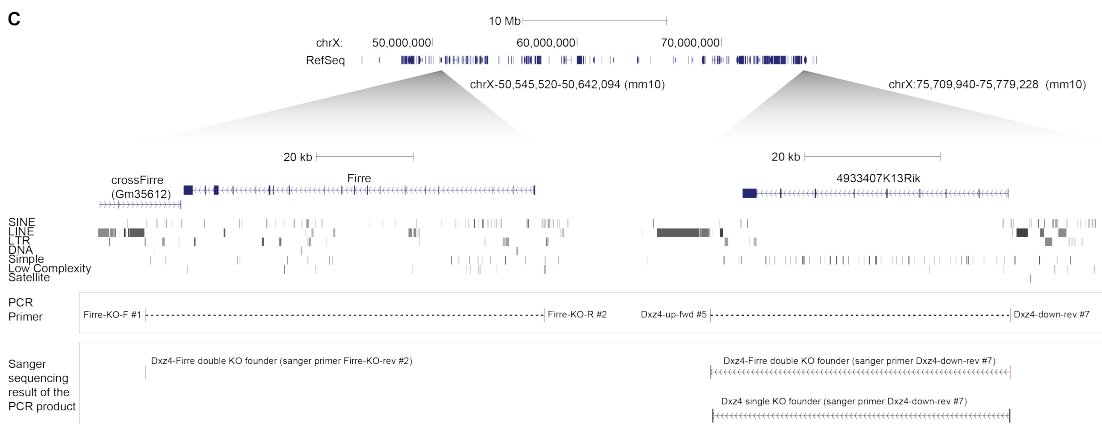 C
10 Mb
chrX: 50,000,000 60,000,000 70,000,000
RefSeq
chrX-50,545,520-50,642,094 (mm10) chrX:75,709,940-75,779,228 (mm10)
20 kb 20 kb
crossFirre
(Gm35612)
Firre 4933407K13Rik
SINE
LINE
LTR
DNA
Simple
Low Complexity
Satellite
PCR
Primer
Firre-KO-F #1 Firre-KO-R #2 Dxz4-up-fwd #5 Dxz4-down-rev #7
Sanger
sequencing
result of the
PCR product
Dxz4-Firre double KO founder (sanger primer Firre-KO-rev #2) Dxz4-Firre double KO founder (sanger primer Dxz4-down-rev #7)
Dxz4 single KO founder (sanger primer Dxz4-down-rev #7)